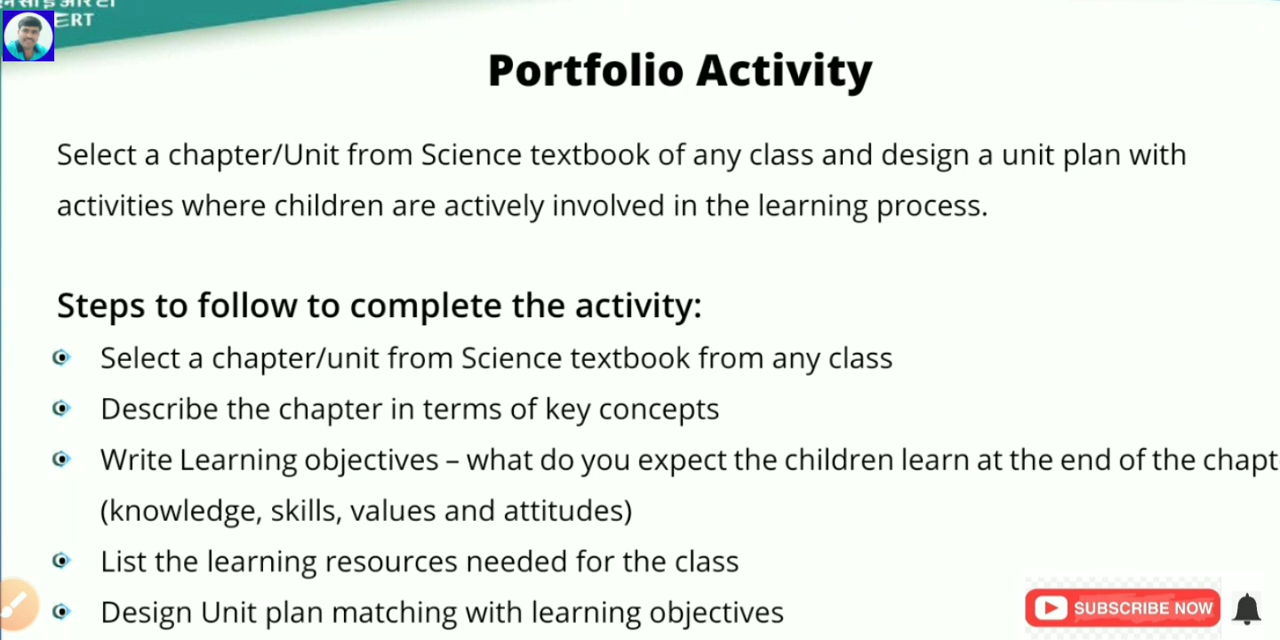 ERT
Portfolio Activity
Select a chapter/Unit from Science textbook of any class and design a unit plan with
activities where children are actively involved in the learning process.
Steps to follow to complete the activity:
Select a chapter/unit from Science textbook from any class
Describe the chapter in terms of key concepts
Write Learning objectives – what do you expect the children learn at the end of the chapt
(knowledge, skills, values and attitudes)
List the learning resources needed for the class
Design Unit plan matching with learning objectives
SUBSCRIBE NOW